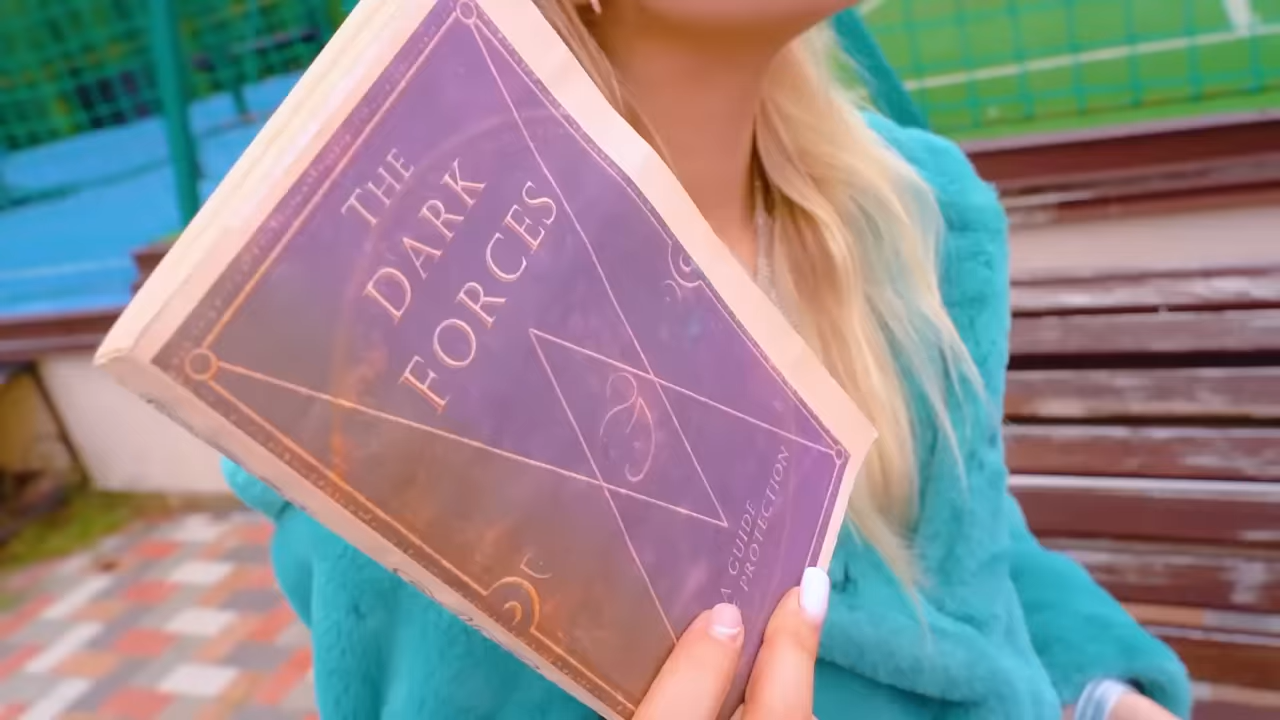 THE
DARK
FORCES
A GUIDE
PROTECTION